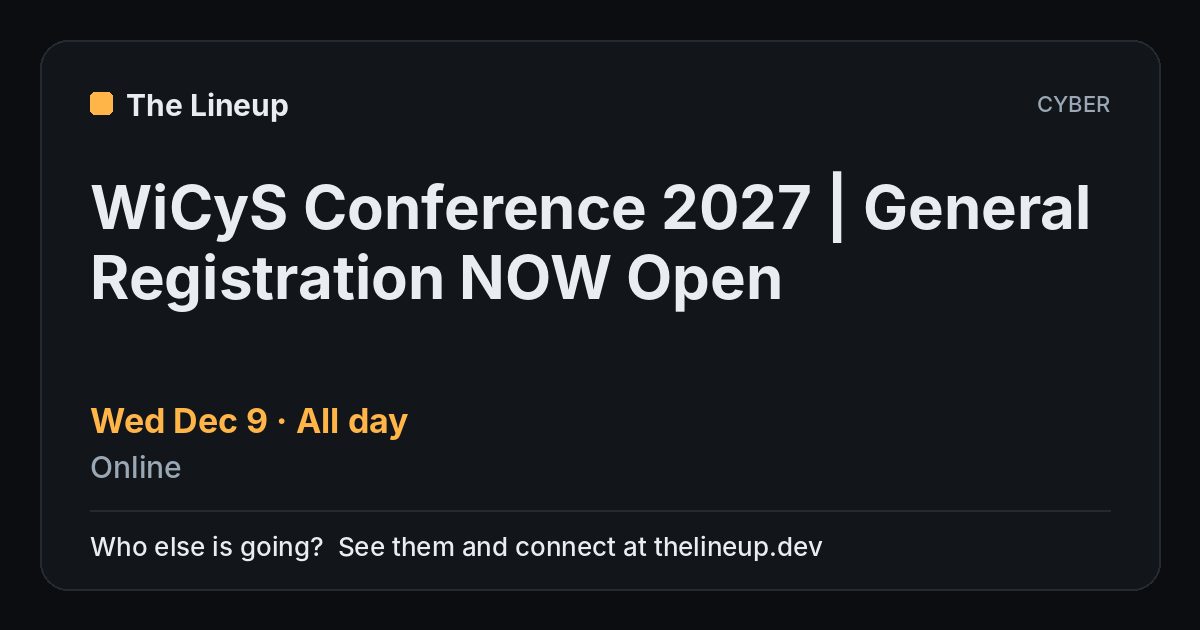 The Lineup
CYBER
WiCyS Conference 2027 | General
Registration NOW Open
Wed Dec 9 · All day
Online
Who else is going? See them and connect at thelineup.dev